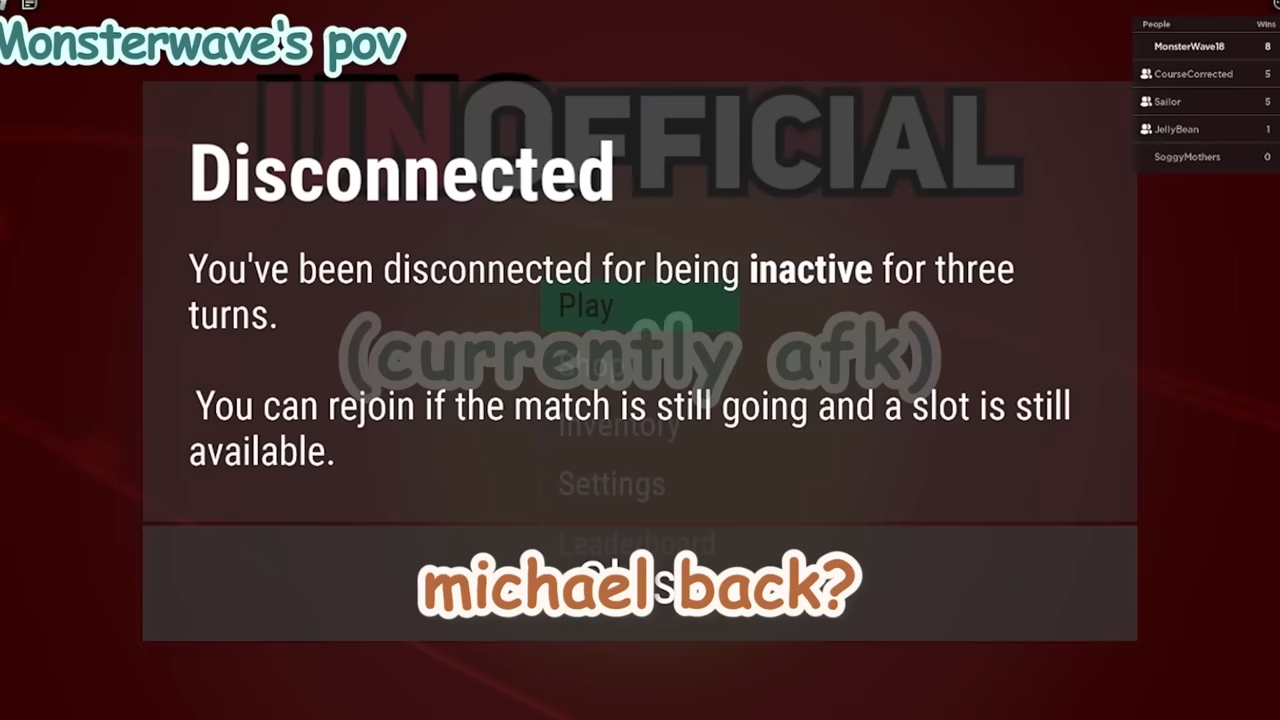 Monsterwave's pov
People Wins
MonsterWave18 8
CourseCorrected 5
Sailor 5
JellyBean 1
SoggyMothers 0
UNOFFICIAL
Disconnected
You've been disconnected for being inactive for three
turns.
Play
(currently afk)
Shop
You can rejoin if the match is still going and a slot is still
available.
Inventory
Settings
Leaderboard
michael back?